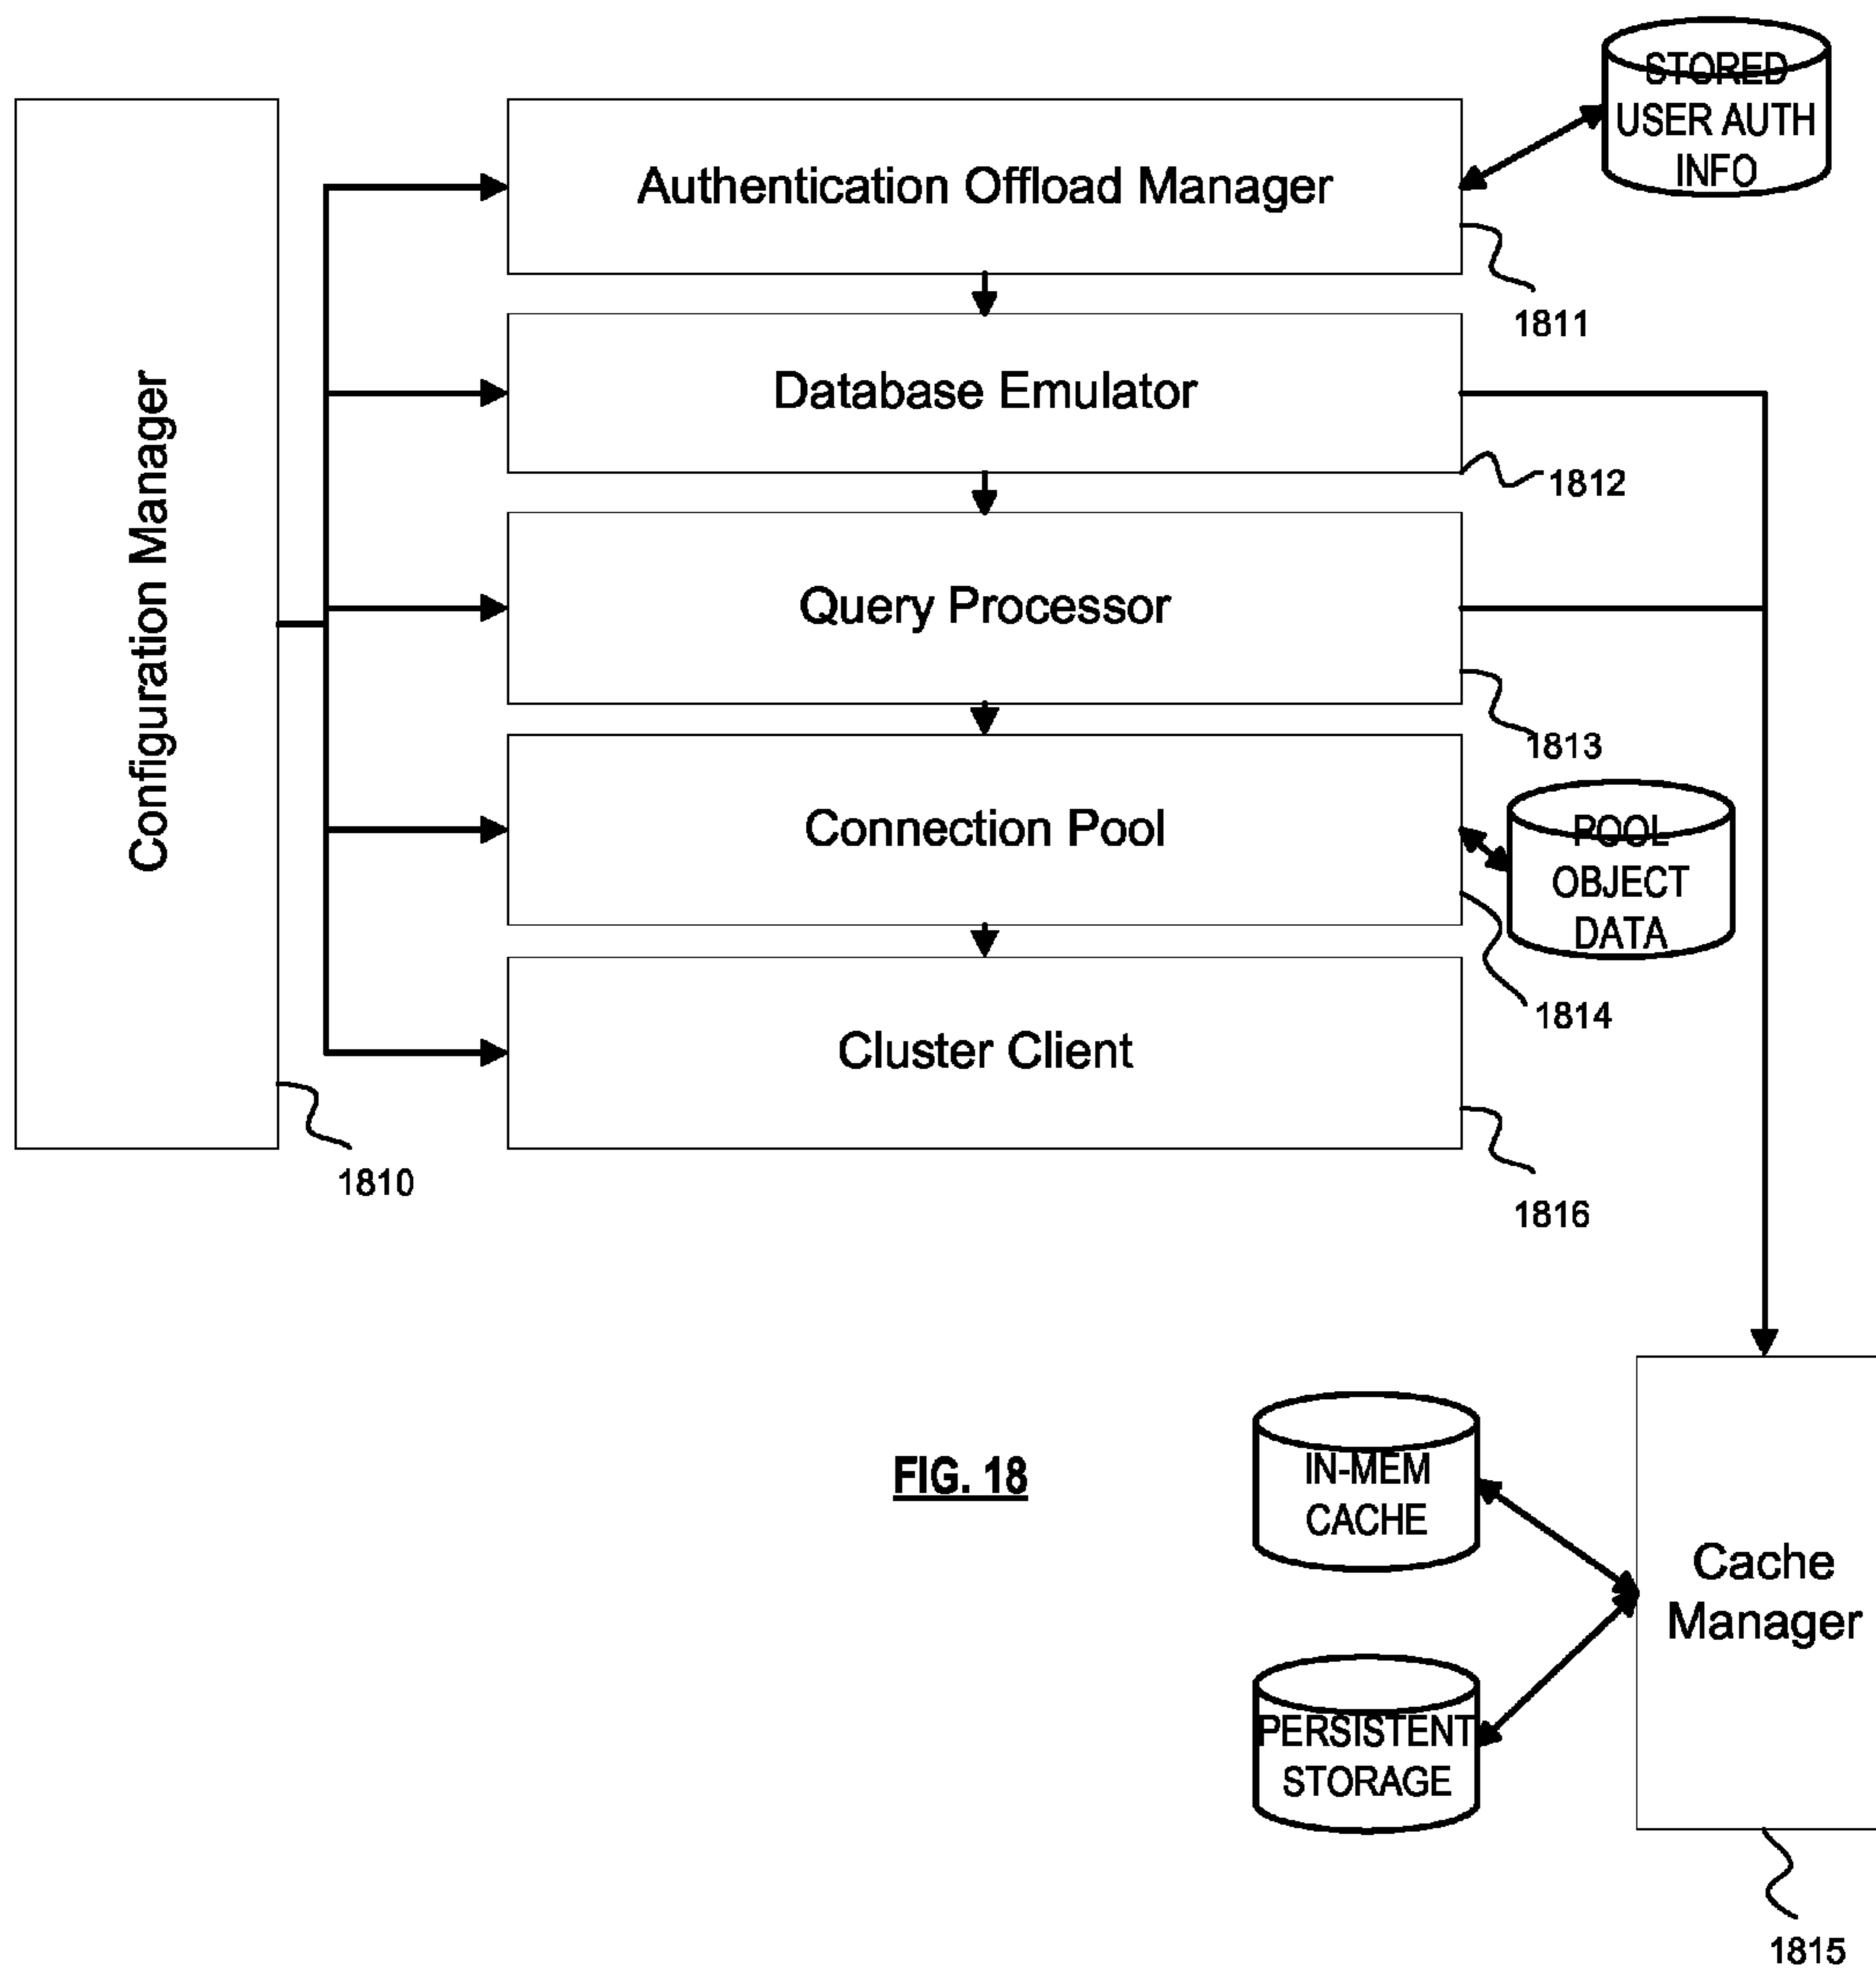 STORED
USER AUTH
INFO
Configuration Manager
Authentication Offload Manager
1811
Database Emulator
1812
Query Processor
1813
Connection Pool
POOL
OBJECT
DATA
1814
Cluster Client
1810
1816
FIG. 18
IN-MEM
CACHE
Cache
Manager
PERSISTENT
STORAGE
1815